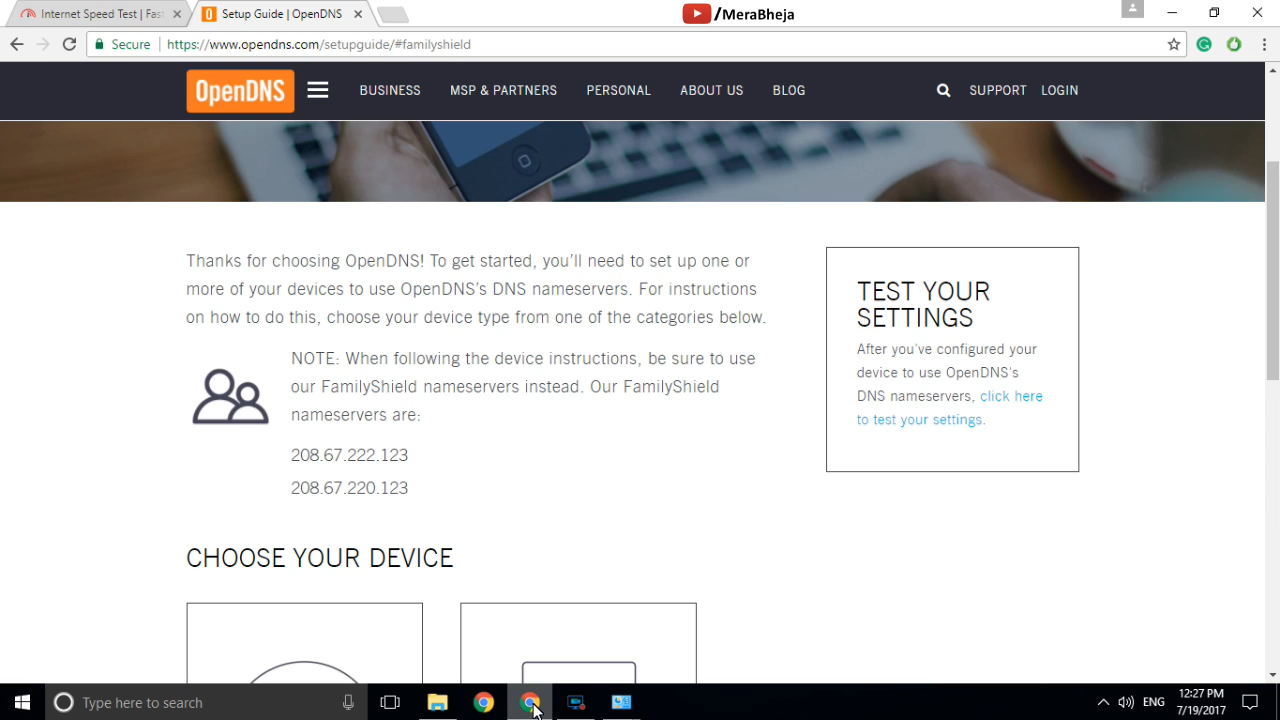 Internet Speed Test | Fast
Setup Guide | OpenDNS
/MeraBheja
Secure
https://www.opendns.com/setupguide/#familyshield
OpenDNS
BUSINESS
MSP & PARTNERS
PERSONAL
ABOUT US
BLOG
SUPPORT
LOGIN
Thanks for choosing OpenDNS! To get started, you'll need to set up one or
more of your devices to use OpenDNS's DNS nameservers. For instructions
on how to do this, choose your device type from one of the categories below.
NOTE: When following the device instructions, be sure to use
our FamilyShield nameservers instead. Our FamilyShield
nameservers are:
208.67.222.123
208.67.220.123
TEST YOUR
SETTINGS
After you've configured your
device to use OpenDNS's
DNS nameservers, click here
to test your settings.
CHOOSE YOUR DEVICE
Type here to search
ENG
12:27 PM
7/19/2017